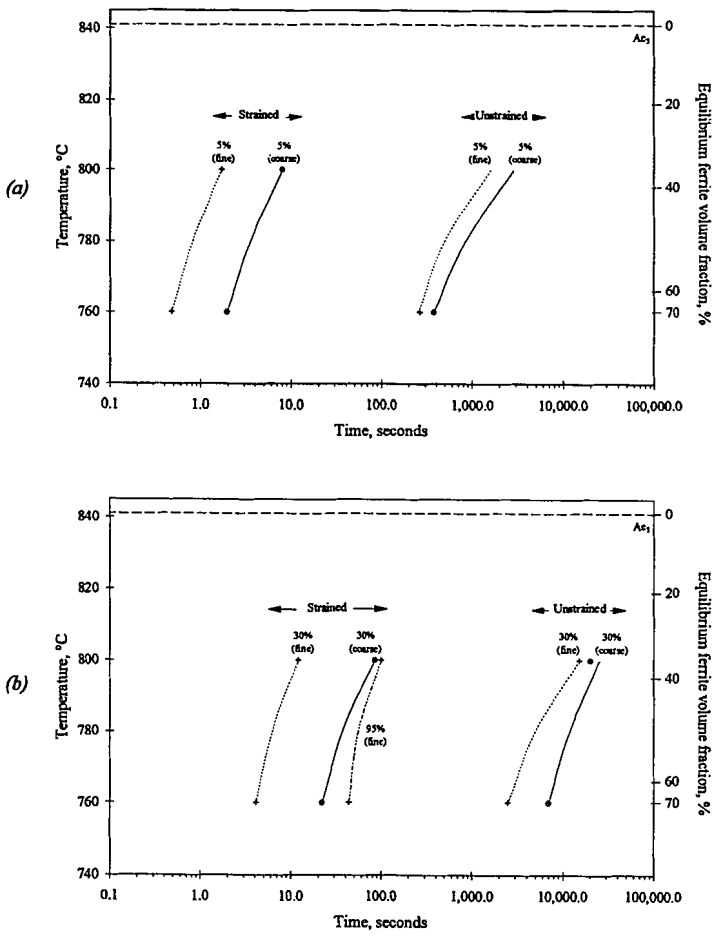 (a)
Temperature, °C
840
820
800
780
760
740
Strained
5%
(fine)
5%
(coarse)
Unstrained
5%
(fine)
5%
(coarse)
Ae₃
0
20
40
60
70
Equilibrium ferrite volume fraction, %
0.1 1.0 10.0 100.0 1,000.0 10,000.0 100,000.0
Time, seconds
(b)
Temperature, °C
840
820
800
780
760
740
Strained
30%
(fine)
30%
(coarse)
95%
(fine)
Unstrained
30%
(fine)
30%
(coarse)
0
20
40
60
70
Equilibrium ferrite volume fraction, %
0.1 1.0 10.0 100.0 1,000.0 10,000.0 100,000.0
Time, seconds